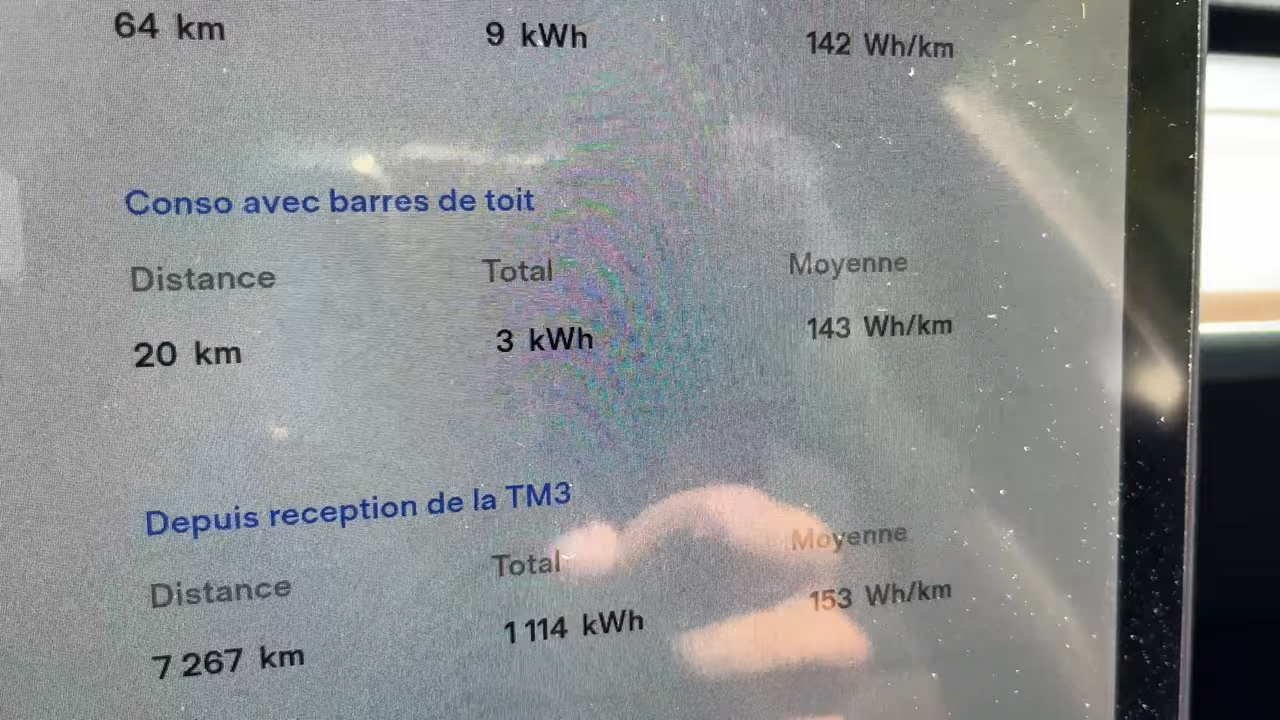 64 km 9 kWh 142 Wh/km
Conso avec barres de toit
Distance Total Moyenne
20 km 3 kWh 143 Wh/km
Depuis reception de la TM3
Distance Total Moyenne
7 267 km 1 114 kWh 153 Wh/km